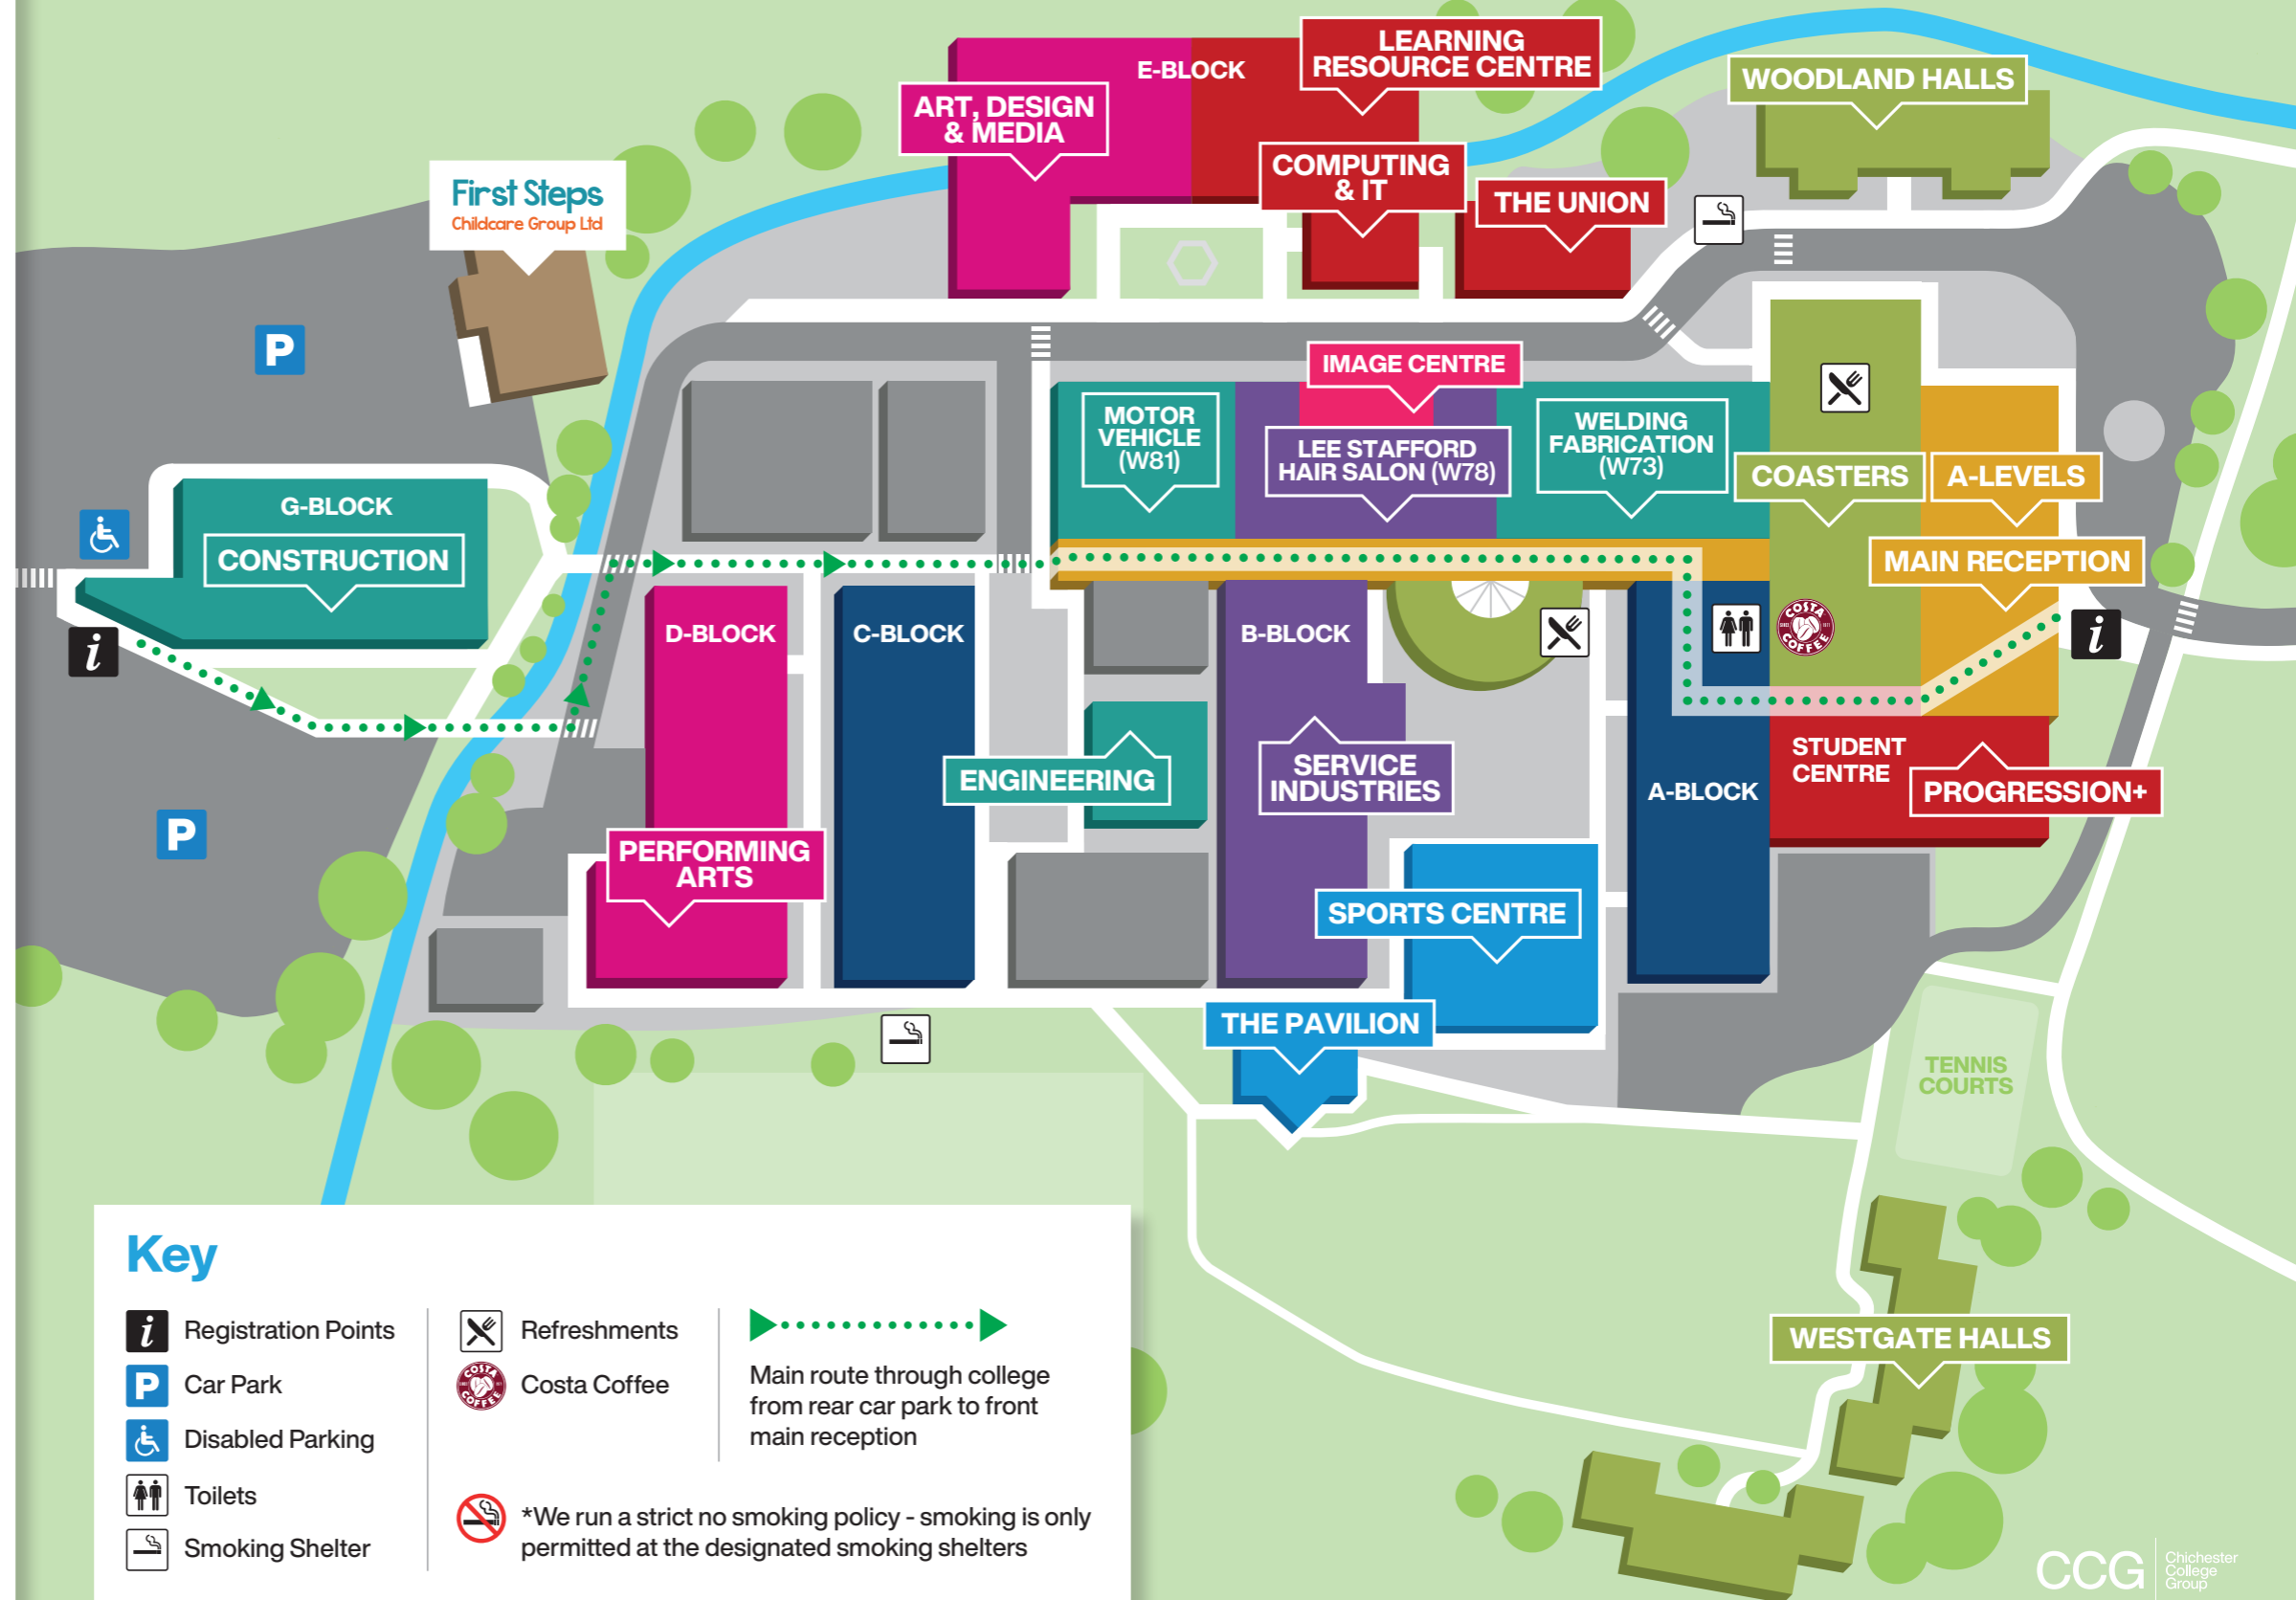 E-BLOCK
LEARNING
RESOURCE CENTRE
ART, DESIGN
& MEDIA
WOODLAND HALLS
COMPUTING
& IT
THE UNION
First Steps
Childcare Group Ltd
P
IMAGE CENTRE
MOTOR
VEHICLE
(W81)
LEE STAFFORD
HAIR SALON (W78)
WELDING
FABRICATION
(W73)
COASTERS
A-LEVELS
G-BLOCK
CONSTRUCTION
MAIN RECEPTION
i
D-BLOCK
C-BLOCK
B-BLOCK
COSTA
COFFEE
i
ENGINEERING
SERVICE
INDUSTRIES
A-BLOCK
STUDENT
CENTRE
PROGRESSION+
P
PERFORMING
ARTS
SPORTS CENTRE
THE PAVILION
TENNIS
COURTS
WESTGATE HALLS
Key
i Registration Points
P Car Park
Disabled Parking
Toilets
Smoking Shelter
Refreshments
COSTA
COFFEE
Costa Coffee
Main route through college
from rear car park to front
main reception
*We run a strict no smoking policy - smoking is only
permitted at the designated smoking shelters
CCG
Chichester
College
Group